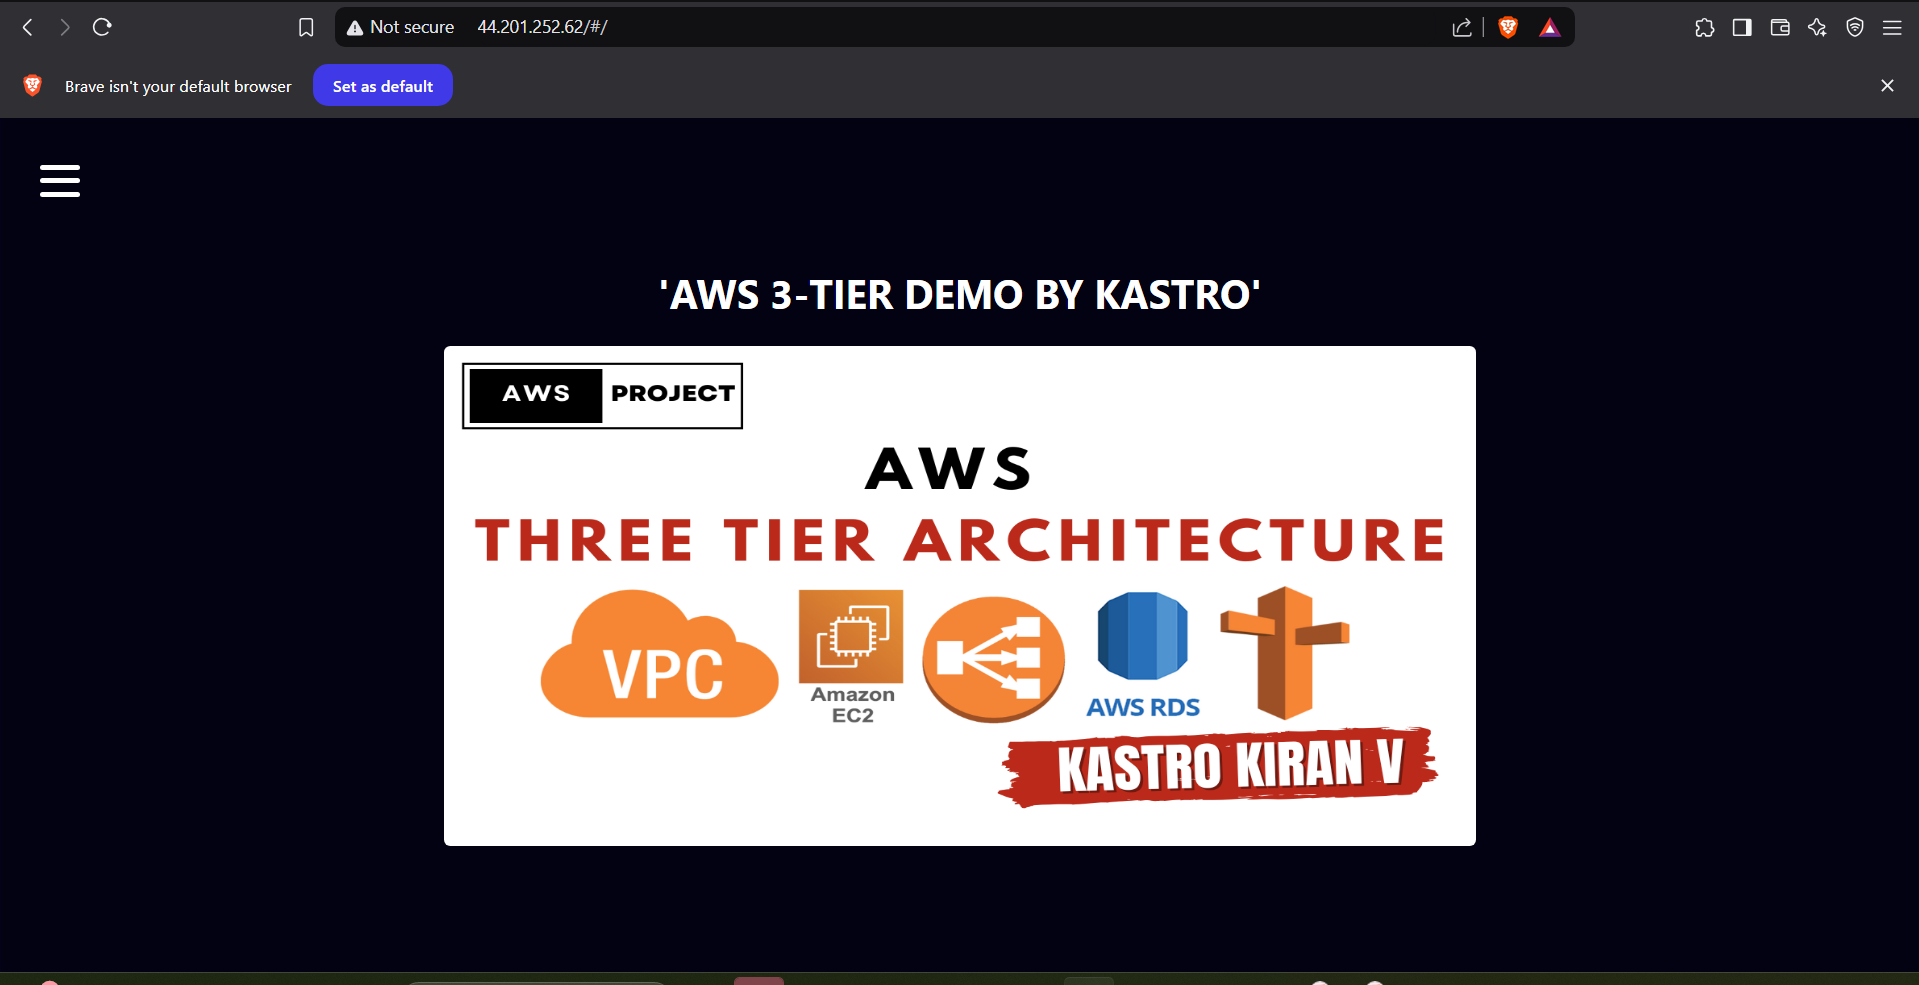 Not secure 44.201.252.62/#/
Brave isn't your default browser Set as default
'AWS 3-TIER DEMO BY KASTRO'
AWS PROJECT
AWS
THREE TIER ARCHITECTURE
VPC
Amazon
EC2
AWS RDS
KASTRO KIRAN V